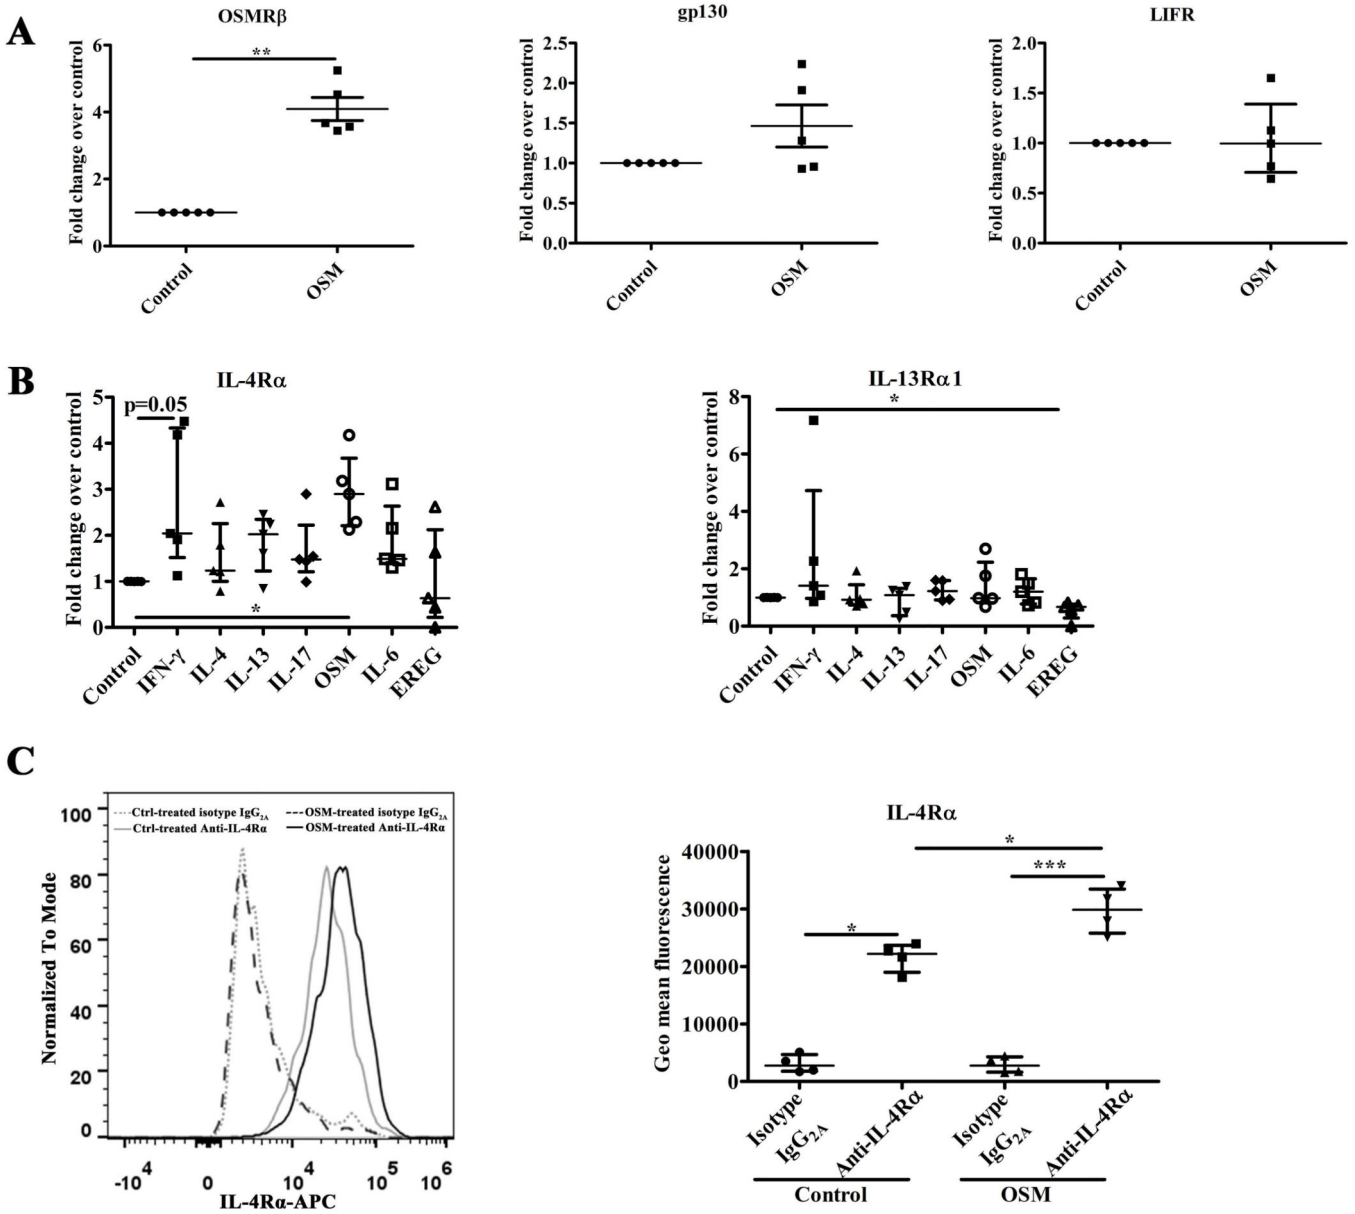 A
OSMRβ
gp130
LIFR
Fold change over control
6
4
2
0
**
Control
OSM
Fold change over control
2.5
2.0
1.5
1.0
0.5
0.0
Control
OSM
Fold change over control
2.0
1.5
1.0
0.5
0.0
Control
OSM
B
IL-4Rα
Fold change over control
5
4
3
2
1
0
p=0.05
*
Control
IFN-γ
IL-4
IL-13
IL-17
OSM
IL-6
EREG
IL-13Rα1
Fold change over control
8
6
4
2
0
*
Control
IFN-γ
IL-4
IL-13
IL-17
OSM
IL-6
EREG
C
Normalized To Mode
100
80
60
40
20
0
Ctrl-treated isotype IgG2A
OSM-treated isotype IgG2A
Ctrl-treated Anti-IL-4Rα
OSM-treated Anti-IL-4Rα
-10^4
0
10^4
10^5
10^6
IL-4Rα-APC
IL-4Rα
Geo mean fluorescence
40000
30000
20000
10000
0
*
***
*
Isotype
IgG2A
Anti-IL-4Rα
Isotype
IgG2A
Anti-IL-4Rα
Control
OSM